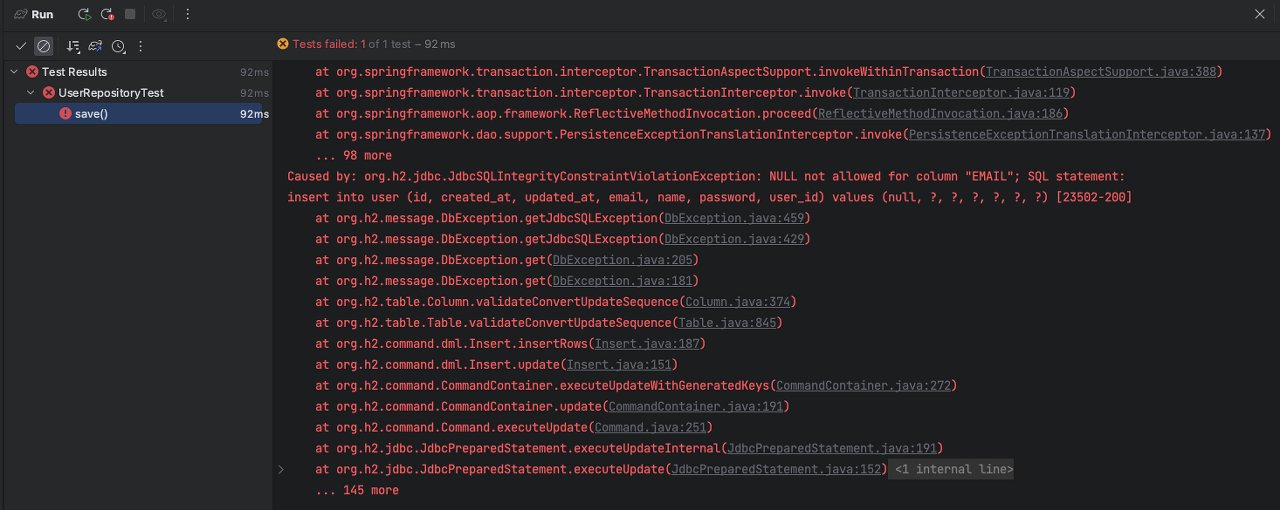 Run
Tests failed: 1 of 1 test – 92 ms
Test Results 92ms
UserRepositoryTest 92ms
save() 92ms
at org.springframework.transaction.interceptor.TransactionAspectSupport.invokeWithinTransaction(TransactionAspectSupport.java:388)
at org.springframework.transaction.interceptor.TransactionInterceptor.invoke(TransactionInterceptor.java:119)
at org.springframework.aop.framework.ReflectiveMethodInvocation.proceed(ReflectiveMethodInvocation.java:186)
at org.springframework.dao.support.PersistenceExceptionTranslationInterceptor.invoke(PersistenceExceptionTranslationInterceptor.java:137)
... 98 more
Caused by: org.h2.jdbc.JdbcSQLIntegrityConstraintViolationException: NULL not allowed for column "EMAIL"; SQL statement:
insert into user (id, created_at, updated_at, email, name, password, user_id) values (null, ?, ?, ?, ?, ?, ?) [23502-200]
at org.h2.message.DbException.getJdbcSQLException(DbException.java:459)
at org.h2.message.DbException.getJdbcSQLException(DbException.java:429)
at org.h2.message.DbException.get(DbException.java:205)
at org.h2.message.DbException.get(DbException.java:181)
at org.h2.table.Column.validateConvertUpdateSequence(Column.java:374)
at org.h2.table.Table.validateConvertUpdateSequence(Table.java:845)
at org.h2.command.dml.Insert.insertRows(Insert.java:187)
at org.h2.command.dml.Insert.update(Insert.java:151)
at org.h2.command.CommandContainer.executeUpdateWithGeneratedKeys(CommandContainer.java:272)
at org.h2.command.CommandContainer.update(CommandContainer.java:191)
at org.h2.command.Command.executeUpdate(Command.java:251)
at org.h2.jdbc.JdbcPreparedStatement.executeUpdateInternal(JdbcPreparedStatement.java:191)
at org.h2.jdbc.JdbcPreparedStatement.executeUpdate(JdbcPreparedStatement.java:152) <1 internal line>
... 145 more